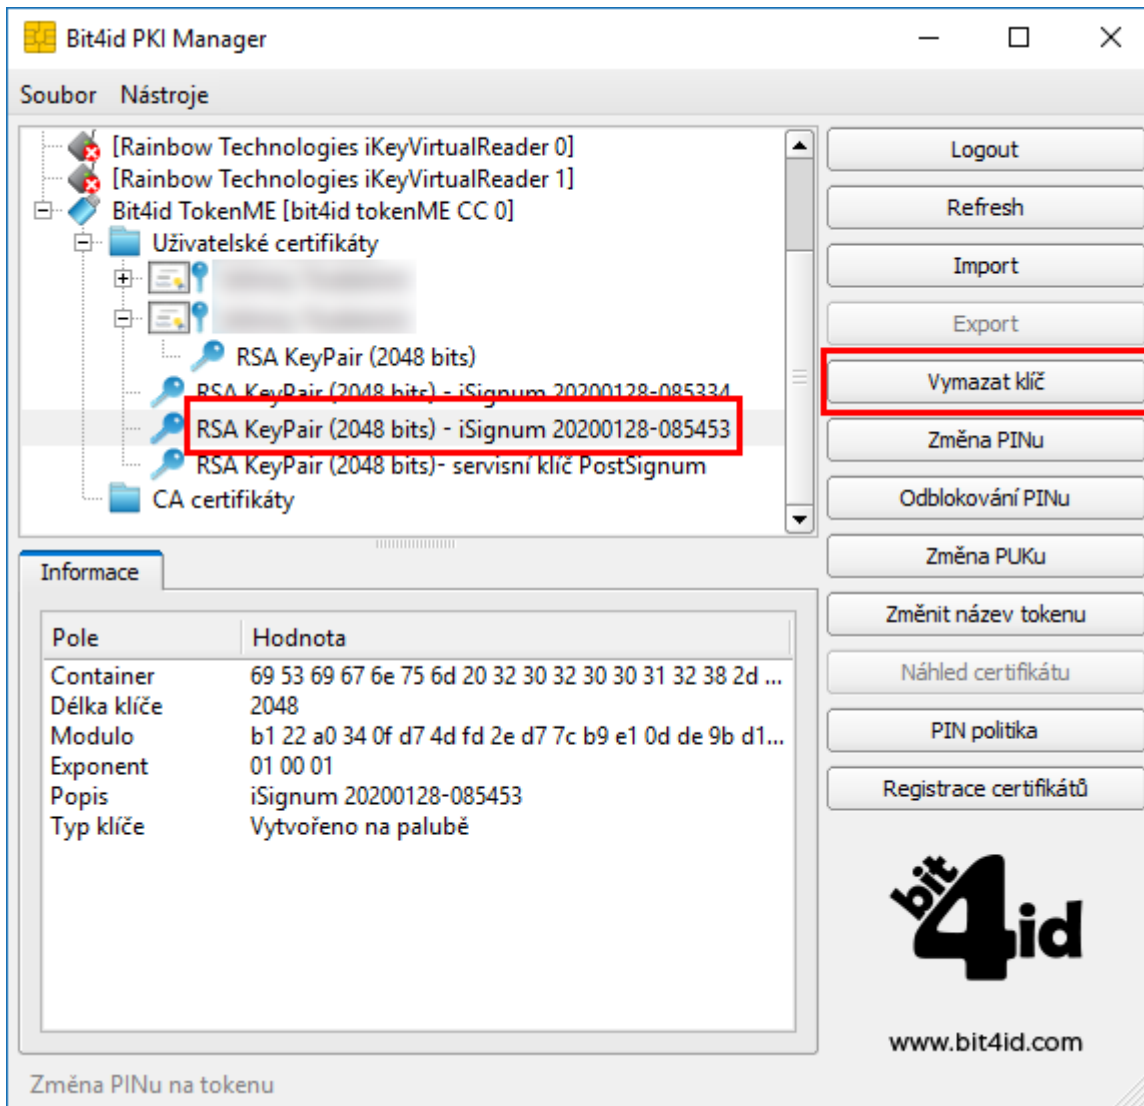 Bit4id PKI Manager
Soubor Nástroje
[Rainbow Technologies iKeyVirtualReader 0]
[Rainbow Technologies iKeyVirtualReader 1]
Bit4id TokenME [bit4id tokenME CC 0]
Uživatelské certifikáty
RSA KeyPair (2048 bits)
RSA KeyPair (2048 bits) - iSignum 20200128-085334
RSA KeyPair (2048 bits) - iSignum 20200128-085453
RSA KeyPair (2048 bits)- servisní klíč PostSignum
CA certifikáty
Logout
Refresh
Import
Export
Vymazat klíč
Změna PINu
Odblokování PINu
Změna PUKu
Změnit název tokenu
Náhled certifikátu
PIN politika
Registrace certifikátů
Informace
Pole Hodnota
Container 69 53 69 67 6e 75 6d 20 32 30 32 30 30 31 32 38 2d ...
Délka klíče 2048
Modulo b1 22 a0 34 0f d7 4d fd 2e d7 7c b9 e1 0d de 9b d1...
Exponent 01 00 01
Popis iSignum 20200128-085453
Typ klíče Vytvořeno na palubě
bit4id
www.bit4id.com
Změna PINu na tokenu